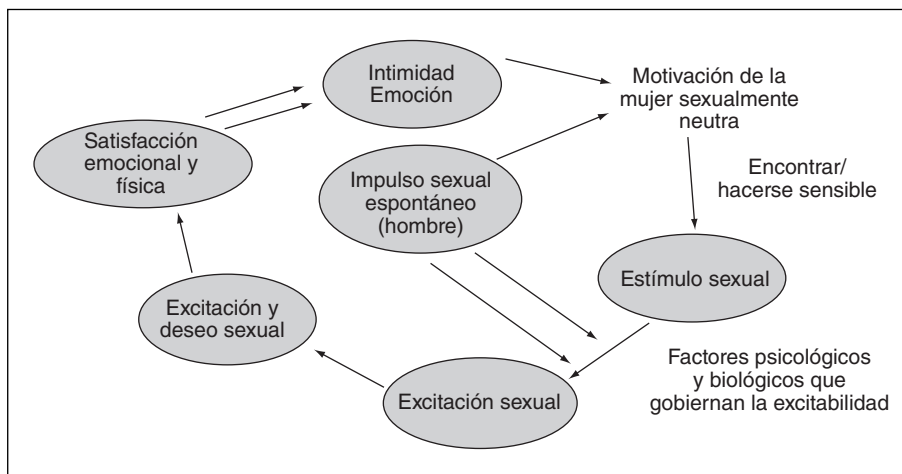 Intimidad
Emoción
Motivación de la
mujer sexualmente
neutra
Satisfacción
emocional y
física
Impulso sexual
espontáneo
(hombre)
Encontrar/
hacerse sensible
Estímulo sexual
Excitación y
deseo sexual
Factores psicológicos
y biológicos que
gobiernan la excitabilidad
Excitación sexual